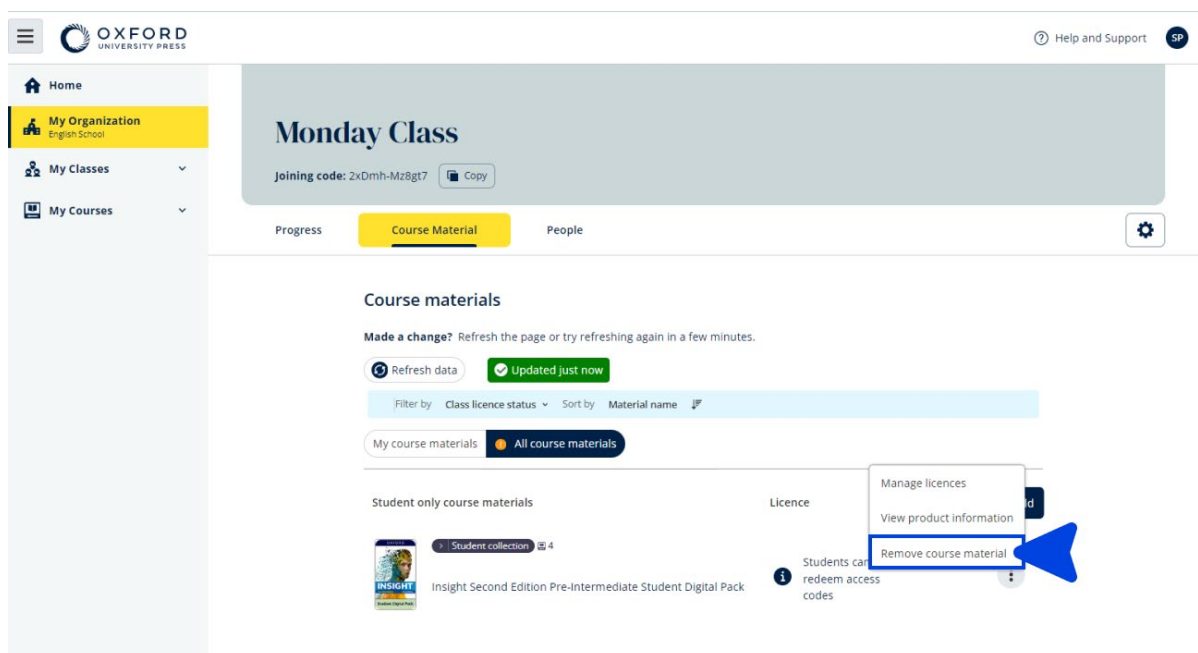 OXFORD
UNIVERSITY PRESS
Help and Support
SP
Home
My Organization
English School
My Classes
My Courses
Monday Class
Joining code: 2xDmh-Mz8gt7
Copy
Progress
Course Material
People
Course materials
Made a change? Refresh the page or try refreshing again in a few minutes.
Refresh data
Updated just now
Filter by Class licence status Sort by Material name
My course materials
All course materials
Manage licences
View product information
Remove course material
Student only course materials
Licence
Student collection 4
Insight Second Edition Pre-Intermediate Student Digital Pack
Students can
redeem access
codes
OXFORD
INSIGHT
Student Digital Pack